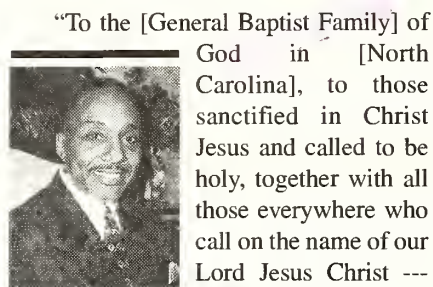 “To the [General Baptist Family] of
God in [North
Carolina], to those
sanctified in Christ
Jesus and called to be
holy, together with all
those everywhere who
call on the name of our
Lord Jesus Christ ---